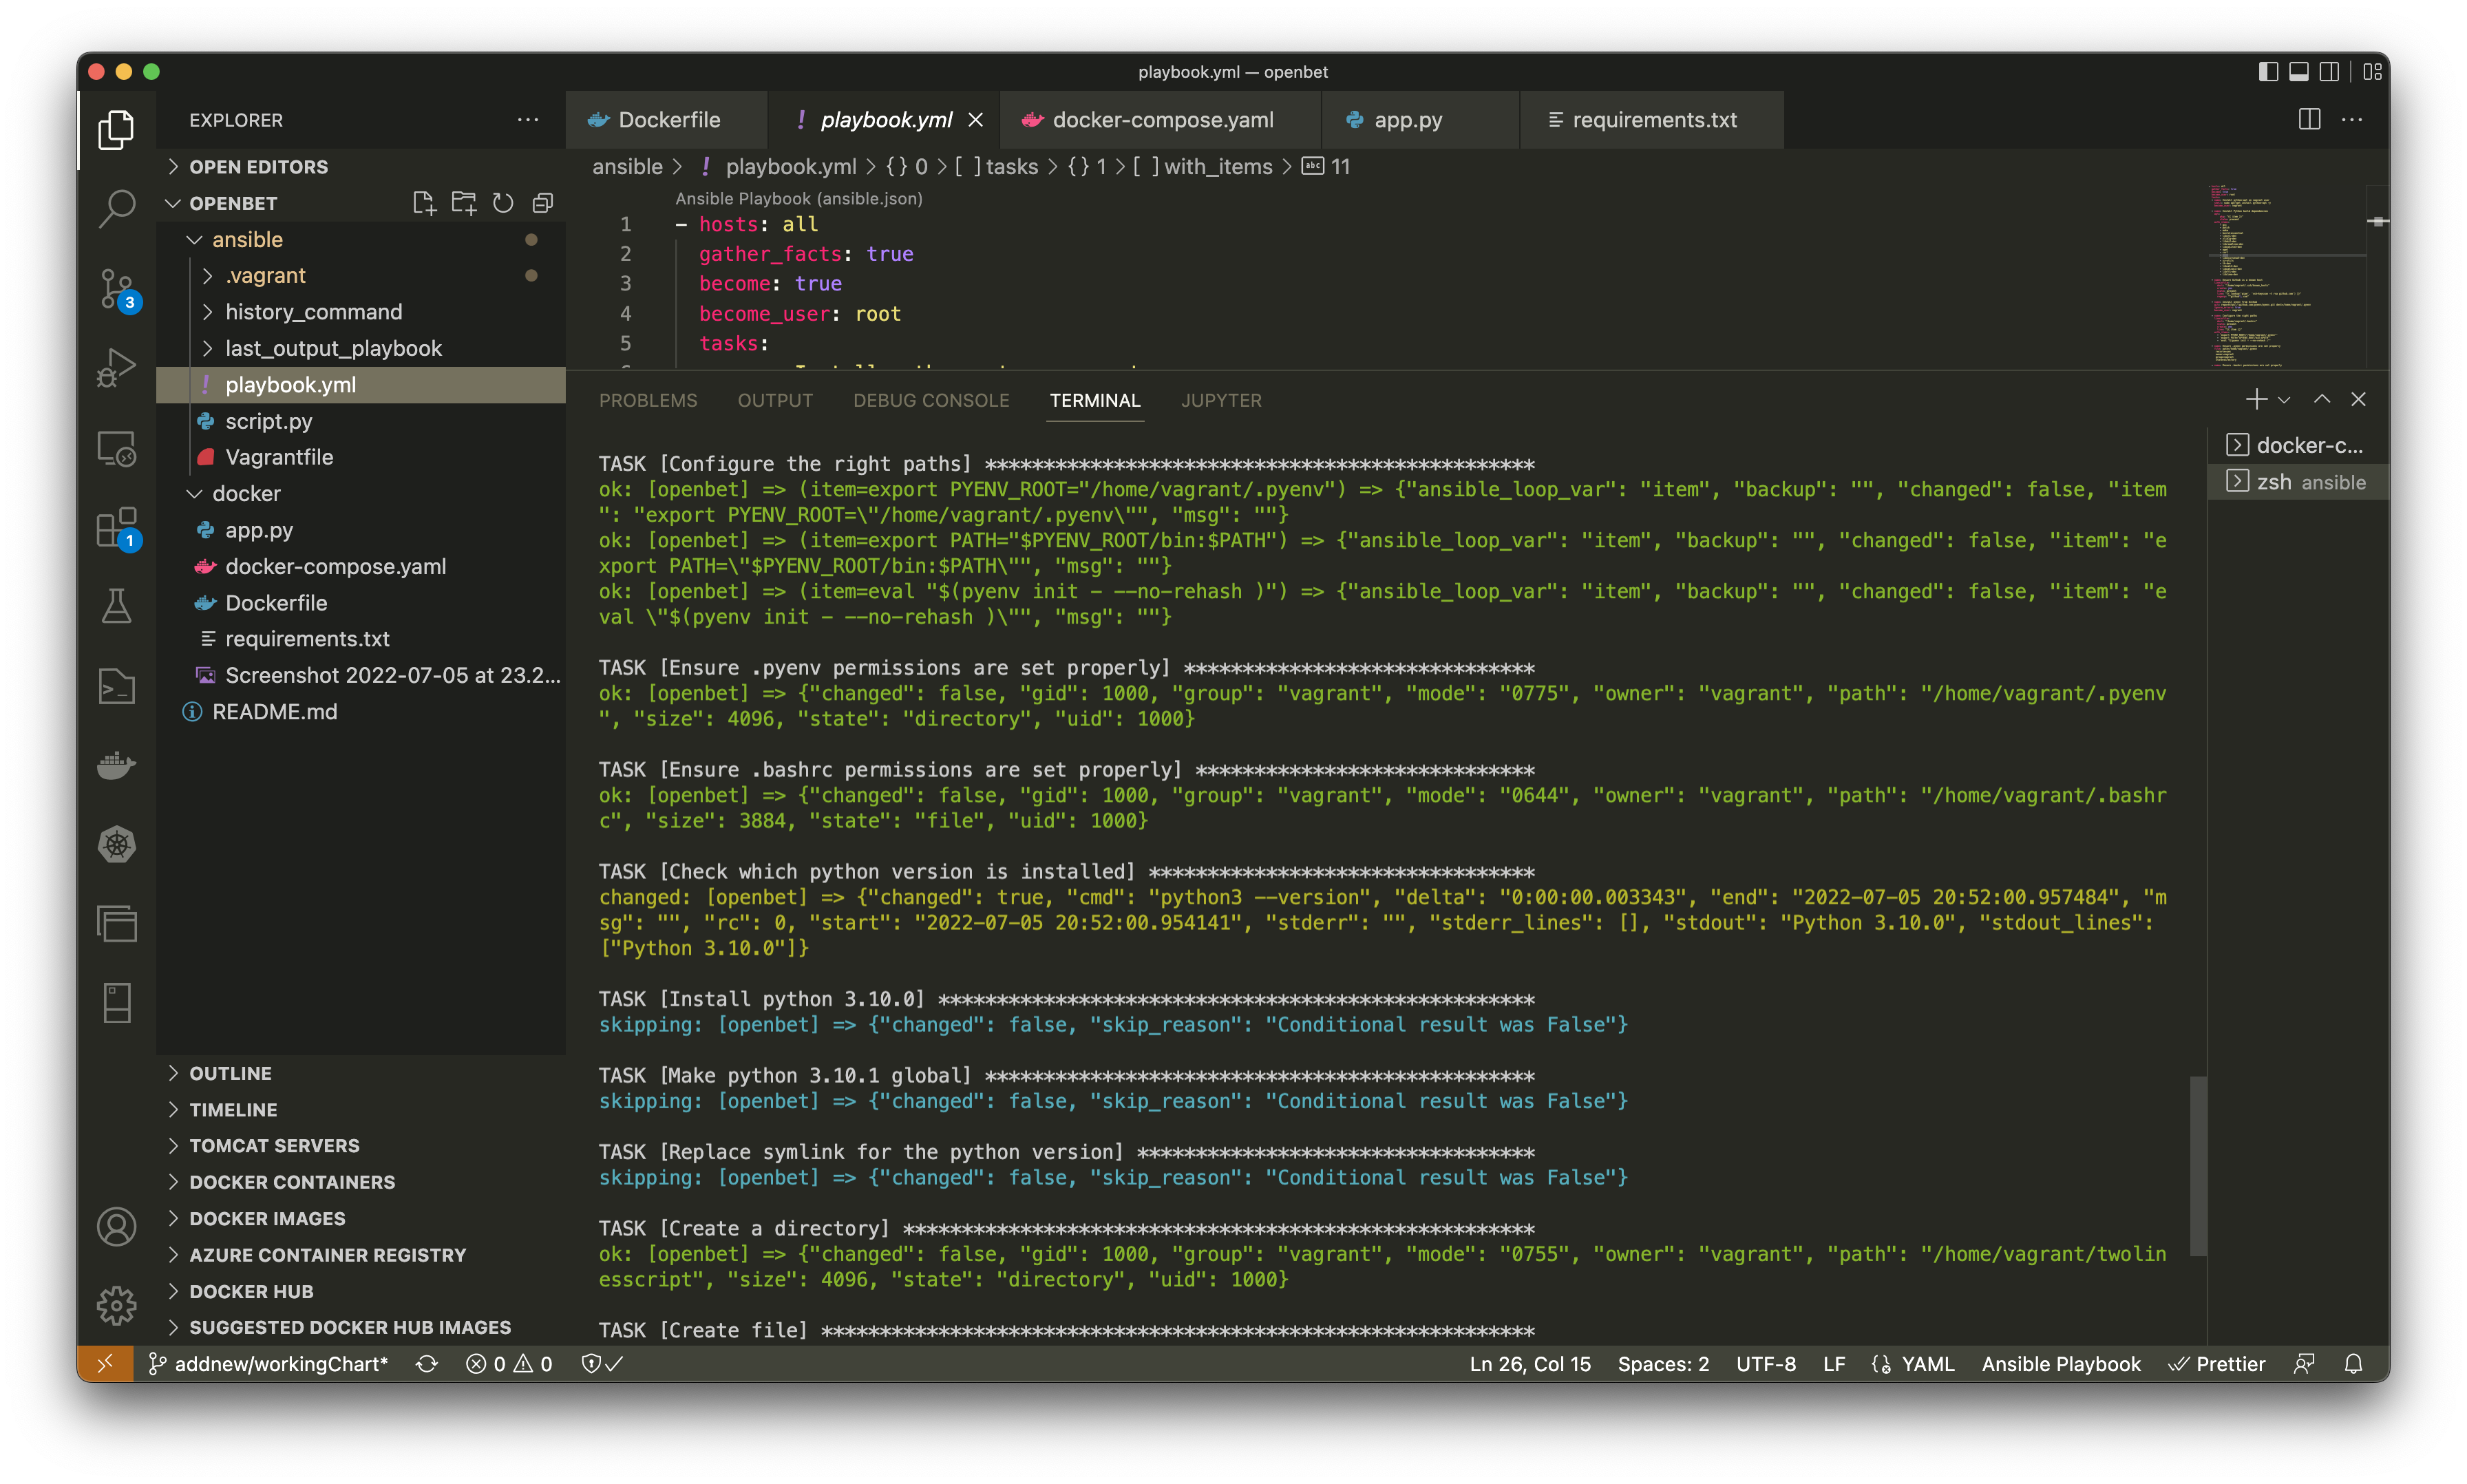 playbook.yml — openbet
EXPLORER
Dockerfile
! playbook.yml
docker-compose.yaml
app.py
requirements.txt
OPEN EDITORS
OPENBET
ansible
.vagrant
history_command
last_output_playbook
! playbook.yml
script.py
Vagrantfile
docker
app.py
docker-compose.yaml
Dockerfile
requirements.txt
Screenshot 2022-07-05 at 23.2...
README.md
OUTLINE
TIMELINE
TOMCAT SERVERS
DOCKER CONTAINERS
DOCKER IMAGES
AZURE CONTAINER REGISTRY
DOCKER HUB
SUGGESTED DOCKER HUB IMAGES
3
1
ansible > ! playbook.yml > {} 0 > [ ] tasks > {} 1 > [ ] with_items > abc 11
Ansible Playbook (ansible.json)
1 - hosts: all
2 gather_facts: true
3 become: true
4 become_user: root
5 tasks:
PROBLEMS OUTPUT DEBUG CONSOLE TERMINAL JUPYTER
docker-c...
zsh ansible
TASK [Configure the right paths] ***********************************************
ok: [openbet] => (item=export PYENV_ROOT="/home/vagrant/.pyenv") => {"ansible_loop_var": "item", "backup": "", "changed": false, "item
": "export PYENV_ROOT=\"/home/vagrant/.pyenv\"", "msg": ""}
ok: [openbet] => (item=export PATH="$PYENV_ROOT/bin:$PATH") => {"ansible_loop_var": "item", "backup": "", "changed": false, "item": "e
xport PATH=\"$PYENV_ROOT/bin:$PATH\"", "msg": ""}
ok: [openbet] => (item=eval "$(pyenv init - --no-rehash )") => {"ansible_loop_var": "item", "backup": "", "changed": false, "item": "e
val \"$(pyenv init - --no-rehash )\"", "msg": ""}
TASK [Ensure .pyenv permissions are set properly] ******************************
ok: [openbet] => {"changed": false, "gid": 1000, "group": "vagrant", "mode": "0775", "owner": "vagrant", "path": "/home/vagrant/.pyenv
", "size": 4096, "state": "directory", "uid": 1000}
TASK [Ensure .bashrc permissions are set properly] *****************************
ok: [openbet] => {"changed": false, "gid": 1000, "group": "vagrant", "mode": "0644", "owner": "vagrant", "path": "/home/vagrant/.bashr
c", "size": 3884, "state": "file", "uid": 1000}
TASK [Check which python version is installed] *********************************
changed: [openbet] => {"changed": true, "cmd": "python3 --version", "delta": "0:00:00.003343", "end": "2022-07-05 20:52:00.957484", "m
sg": "", "rc": 0, "start": "2022-07-05 20:52:00.954141", "stderr": "", "stderr_lines": [], "stdout": "Python 3.10.0", "stdout_lines":
["Python 3.10.0"]}
TASK [Install python 3.10.0] ***************************************************
skipping: [openbet] => {"changed": false, "skip_reason": "Conditional result was False"}
TASK [Make python 3.10.1 global] ***********************************************
skipping: [openbet] => {"changed": false, "skip_reason": "Conditional result was False"}
TASK [Replace symlink for the python version] **********************************
skipping: [openbet] => {"changed": false, "skip_reason": "Conditional result was False"}
TASK [Create a directory] ******************************************************
ok: [openbet] => {"changed": false, "gid": 1000, "group": "vagrant", "mode": "0755", "owner": "vagrant", "path": "/home/vagrant/twolin
esscript", "size": 4096, "state": "directory", "uid": 1000}
TASK [Create file] *************************************************************
addnew/workingChart* 0 0
Ln 26, Col 15 Spaces: 2 UTF-8 LF YAML Ansible Playbook Prettier